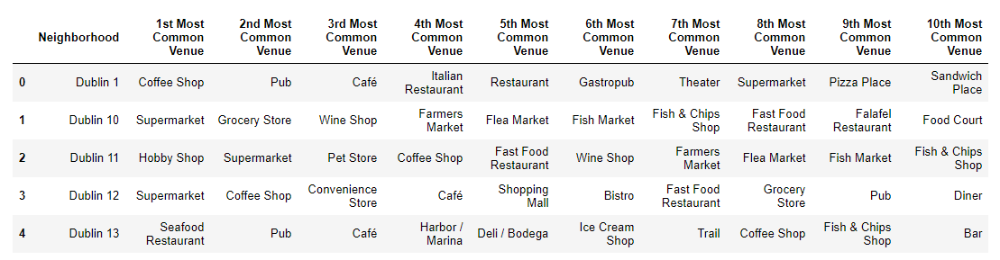 Neighborhood 1st Most Common Venue 2nd Most Common Venue 3rd Most Common Venue 4th Most Common Venue 5th Most Common Venue 6th Most Common Venue 7th Most Common Venue 8th Most Common Venue 9th Most Common Venue 10th Most Common Venue
0 Dublin 1 Coffee Shop Pub Café Italian Restaurant Restaurant Gastropub Theater Supermarket Pizza Place Sandwich Place
1 Dublin 10 Supermarket Grocery Store Wine Shop Farmers Market Flea Market Fish Market Fish & Chips Shop Fast Food Restaurant Falafel Restaurant Food Court
2 Dublin 11 Hobby Shop Supermarket Pet Store Coffee Shop Fast Food Restaurant Wine Shop Farmers Market Flea Market Fish Market Fish & Chips Shop
3 Dublin 12 Supermarket Coffee Shop Convenience Store Café Shopping Mall Bistro Fast Food Restaurant Grocery Store Pub Diner
4 Dublin 13 Seafood Restaurant Pub Café Harbor / Marina Deli / Bodega Ice Cream Shop Trail Coffee Shop Fish & Chips Shop Bar